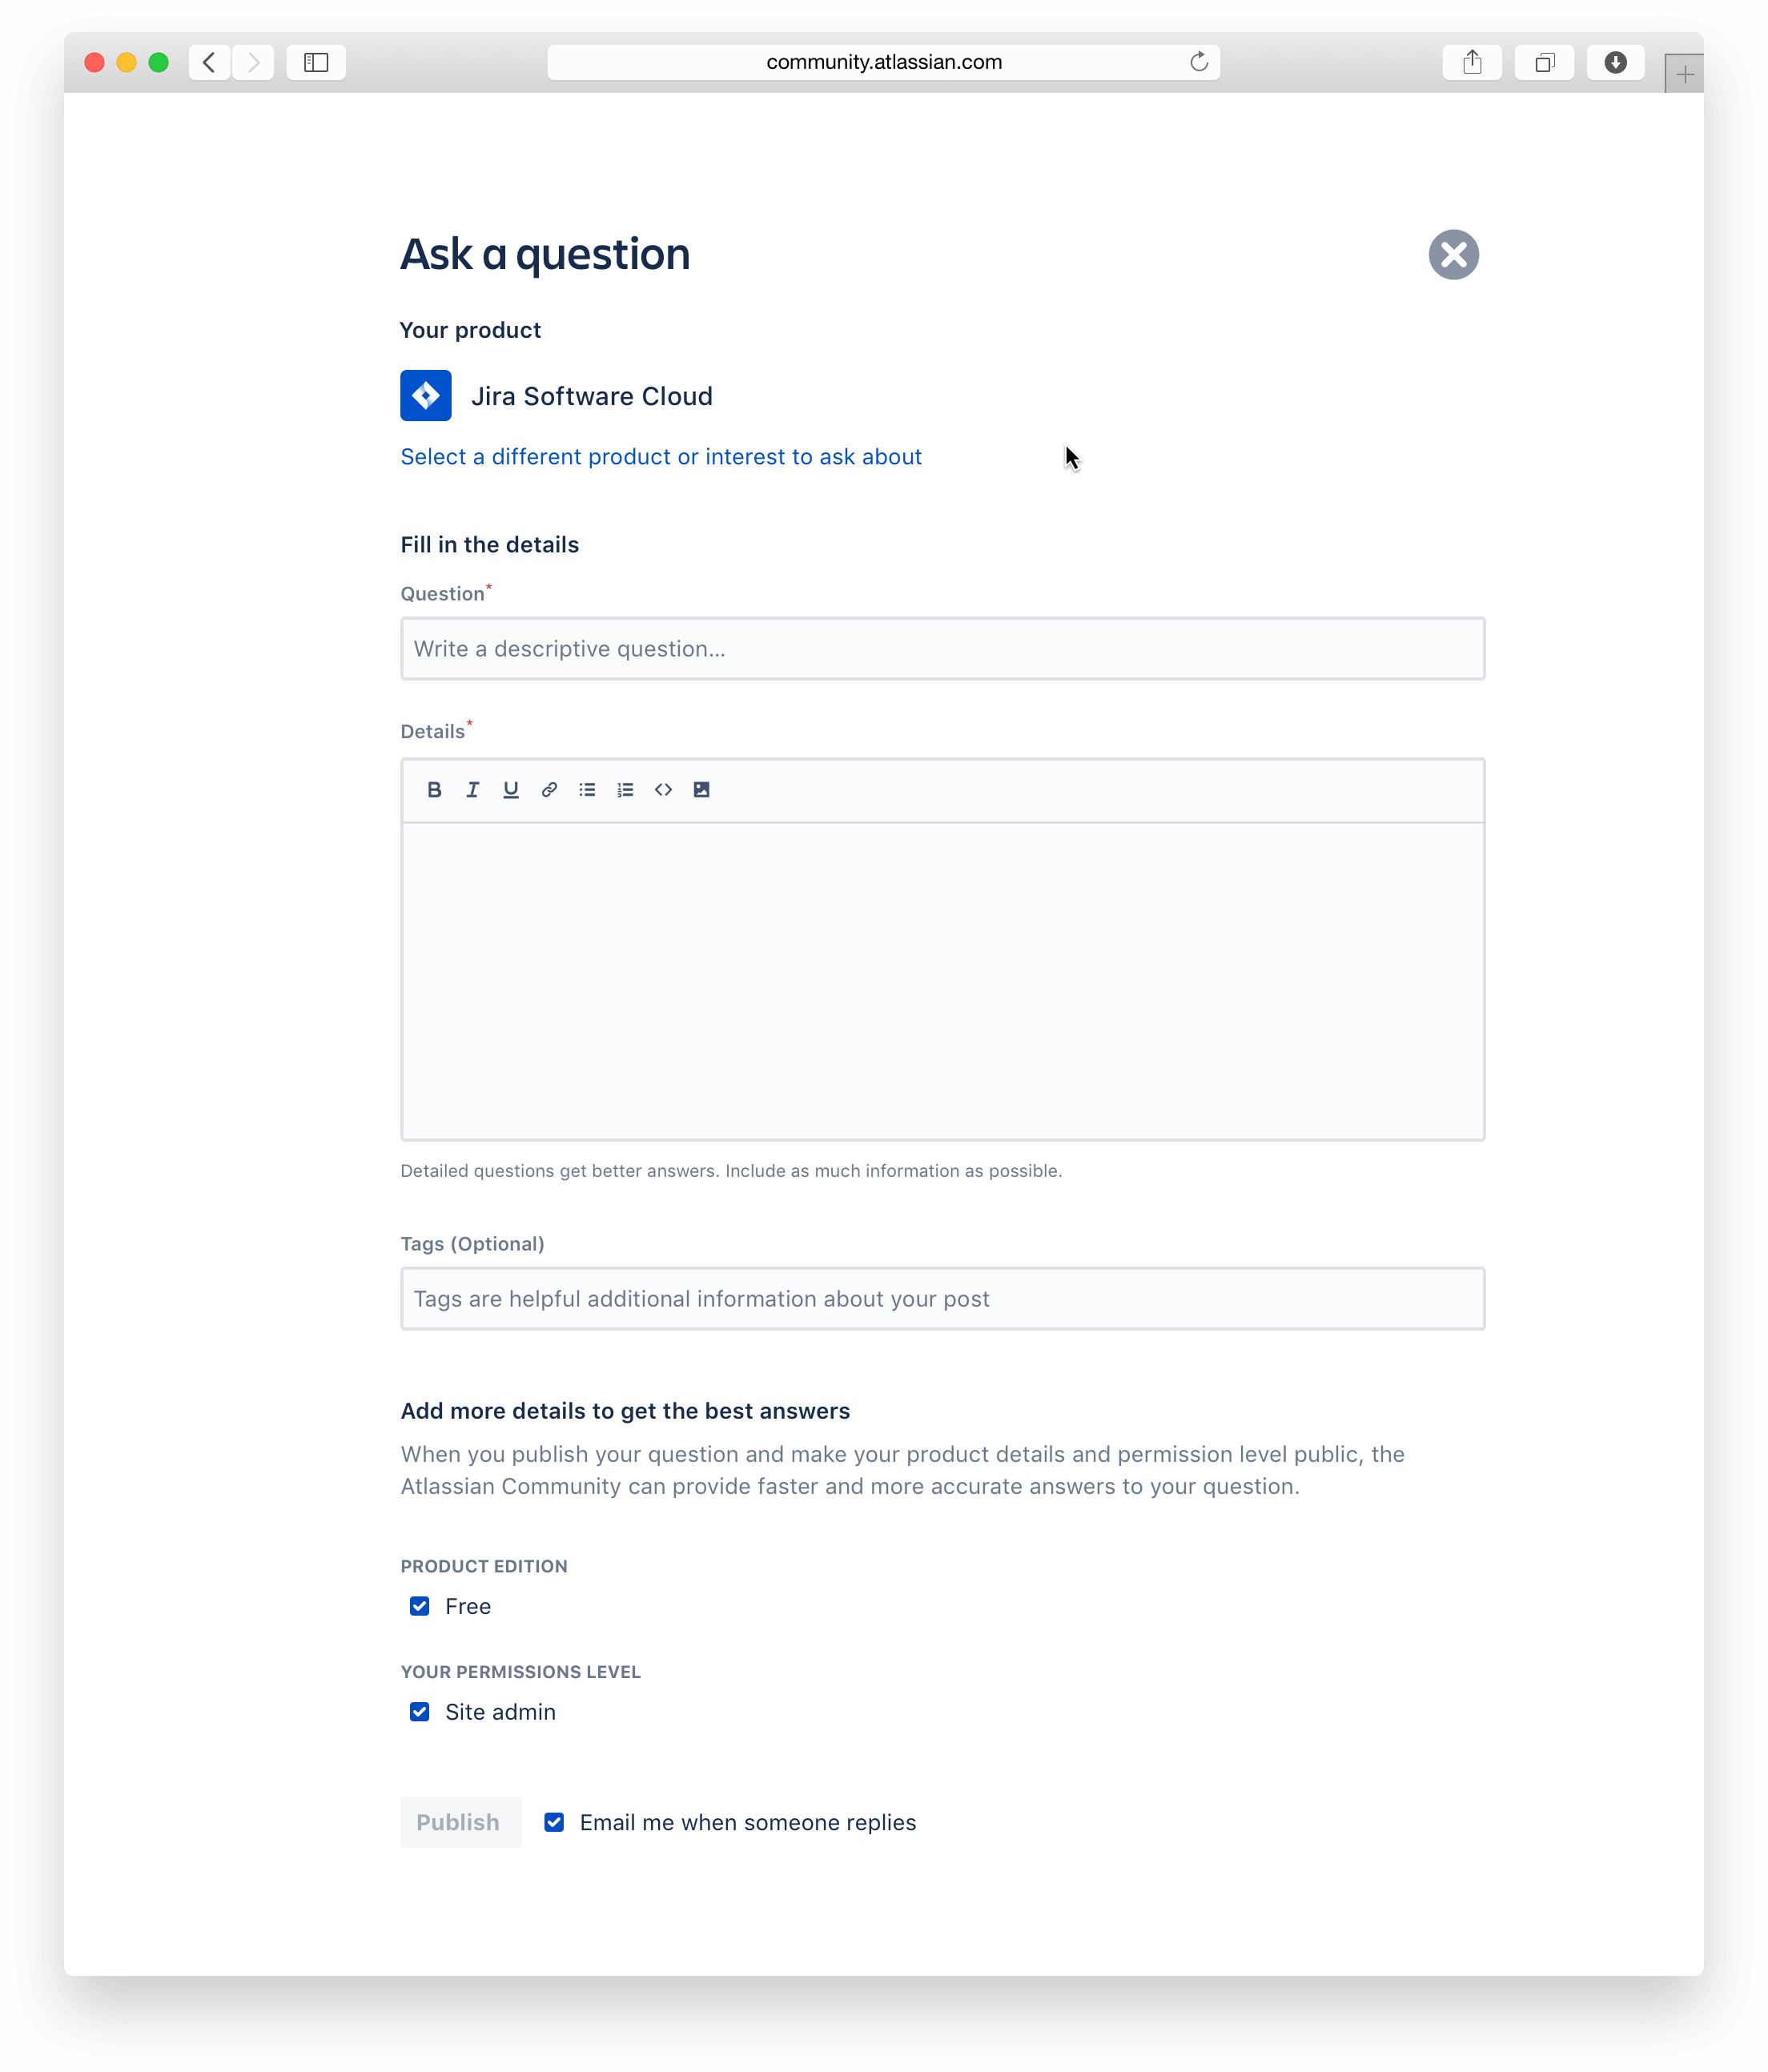 community.atlassian.com
Ask a question
Your product
Jira Software Cloud
Select a different product or interest to ask about
Fill in the details
Question*
Write a descriptive question...
Details*
B I U
Detailed questions get better answers. Include as much information as possible.
Tags (Optional)
Tags are helpful additional information about your post
Add more details to get the best answers
When you publish your question and make your product details and permission level public, the
Atlassian Community can provide faster and more accurate answers to your question.
PRODUCT EDITION
Free
YOUR PERMISSIONS LEVEL
Site admin
Publish Email me when someone replies